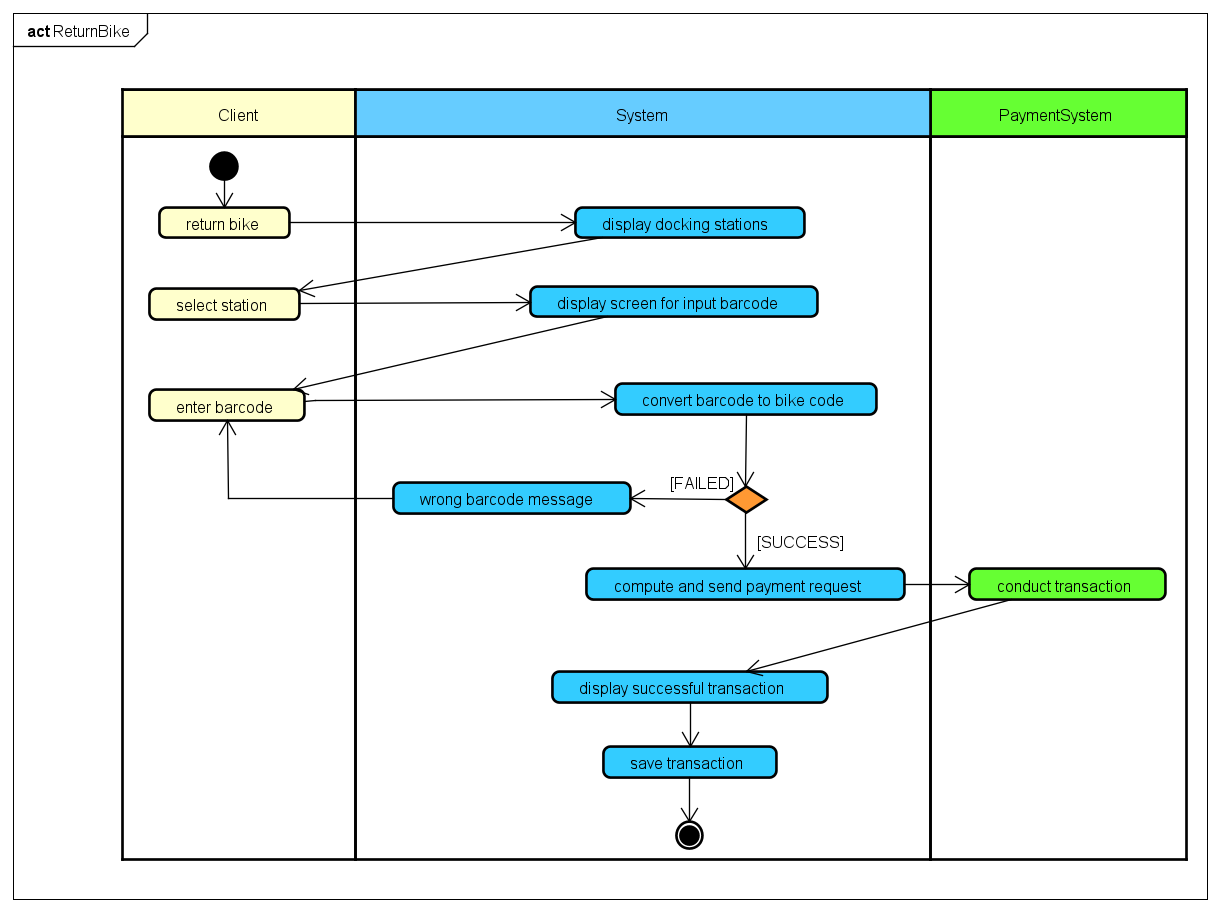 act ReturnBike
Client
System
PaymentSystem
return bike
display docking stations
select station
display screen for input barcode
enter barcode
convert barcode to bike code
[FAILED]
wrong barcode message
[SUCCESS]
compute and send payment request
conduct transaction
display successful transaction
save transaction